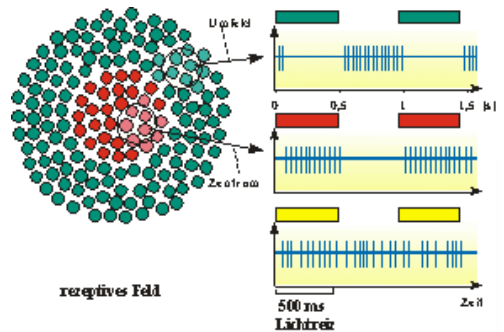 Umfeld
0 0,5 1 1,5 [s]
Zentrum
Zeit
rezeptives Feld
500 ms
Lichtreiz